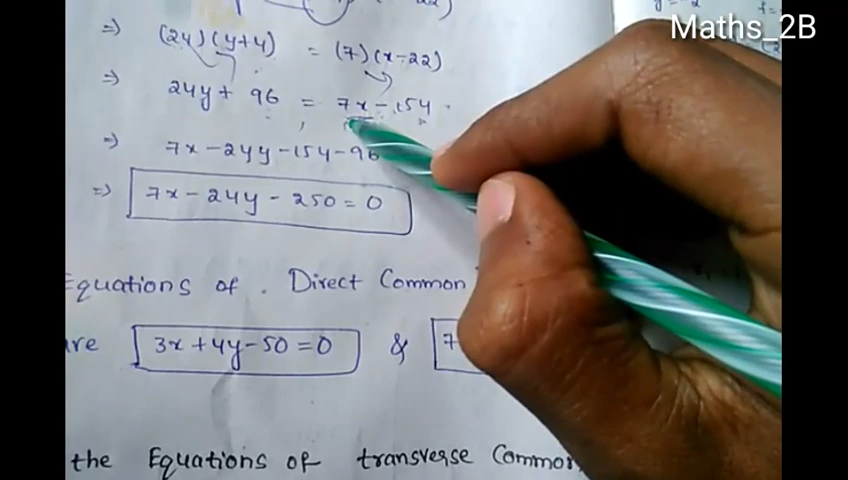 Maths_2B
⇒ (24)(y+4) = (7)(x-22)
⇒ 24y + 96 = 7x - 154
⇒ 7x - 24y - 154 - 96
⇒ 7x - 24y - 250 = 0
Equations of . Direct Common
are 3x + 4y - 50 = 0 & 7
the Equations of transverse Common